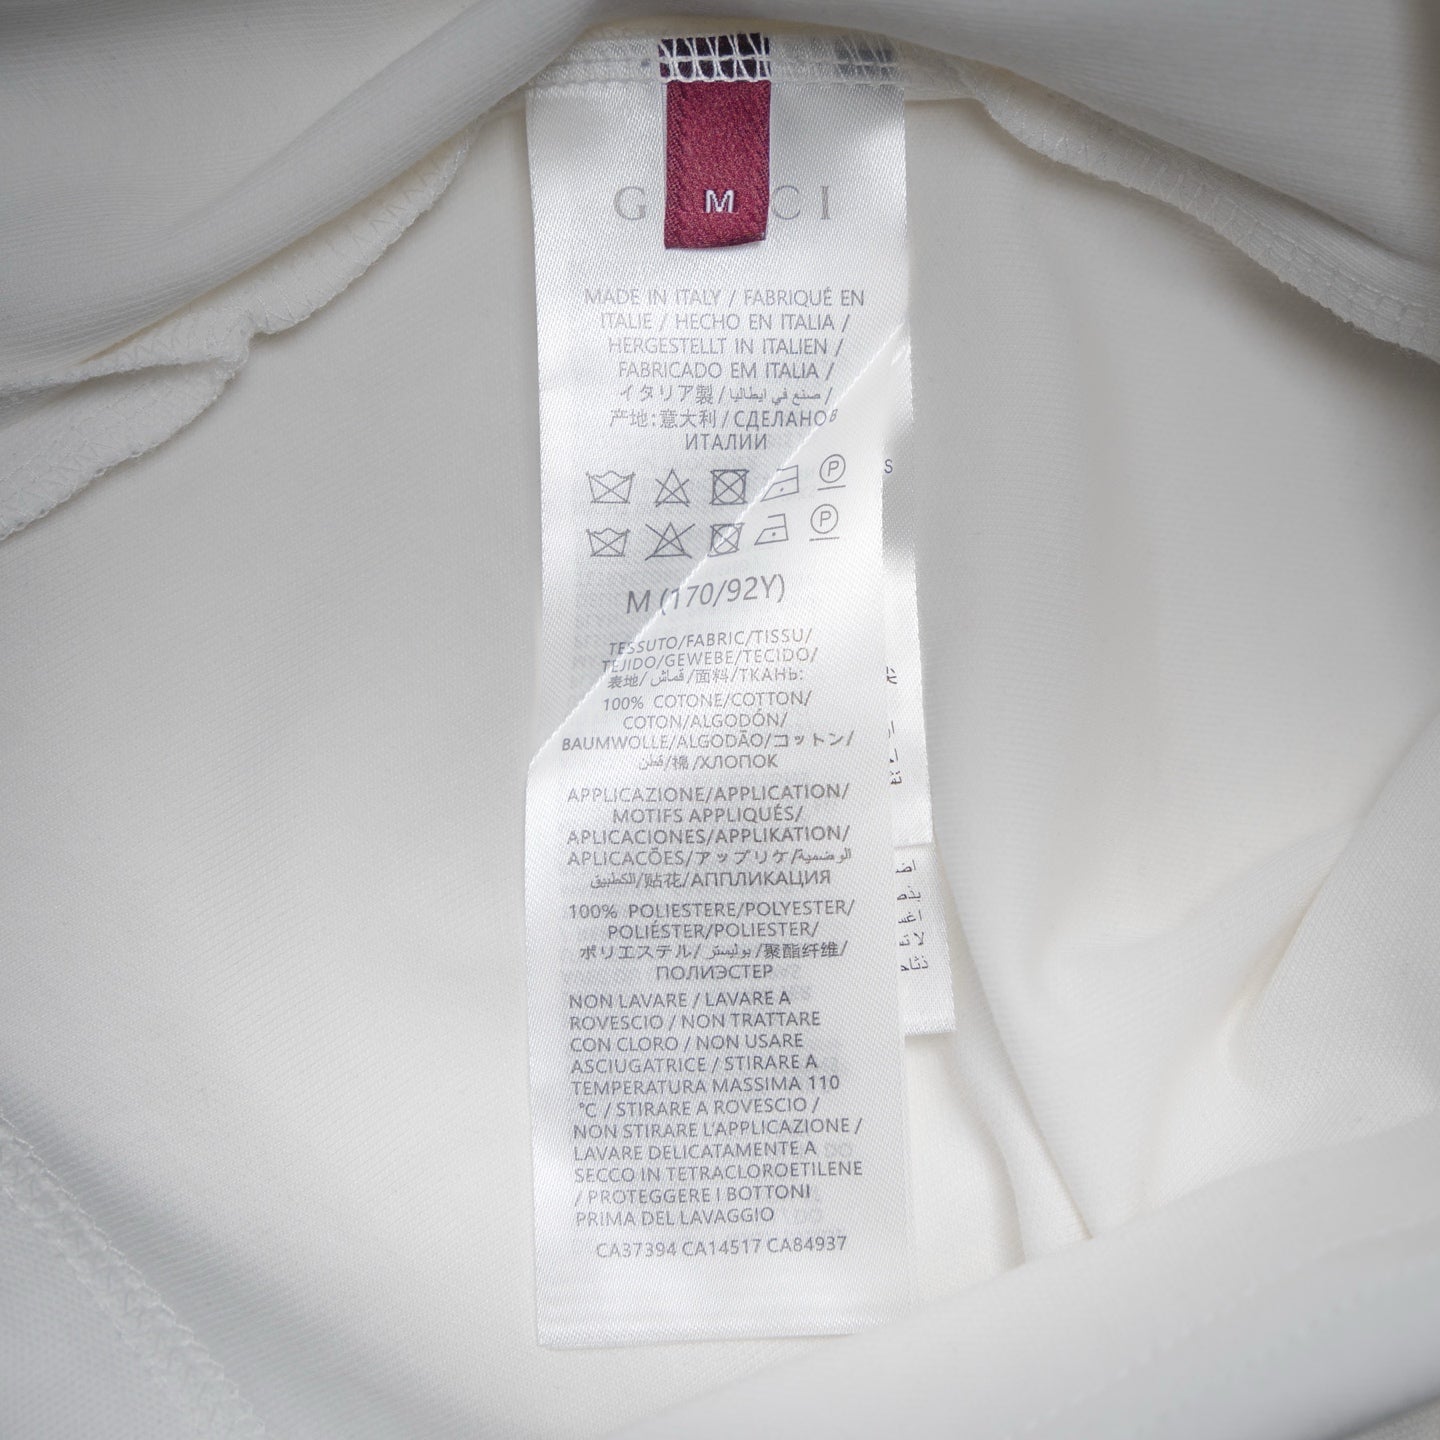 M
G CI
MADE IN ITALY / FABRIQUÉ EN
ITALIE / HECHO EN ITALIA /
HERGESTELLT IN ITALIEN /
FABRICADO EM ITALIA /
イタリア製 / صنع في ايطاليا /
产地:意大利 / СДЕЛАНО В
ИТАЛИИ
P
P
S
M (170/92Y)
TESSUTO/FABRIC/TISSU/
TEJIDO/GEWEBE/TECIDO/
表地/ قماش /面料/ТКАНЬ:
100% COTONE/COTTON/
COTON/ALGODÓN/
BAUMWOLLE/ALGODÃO/コットン/
قطن/棉/ХЛОПОК
APPLICAZIONE/APPLICATION/
MOTIFS APPLIQUÉS/
APLICACIONES/APPLIKATION/
APLICACÕES/アップリケ/الوضمية
الكطبيق/贴花/АППЛИКАЦИЯ
100% POLIESTERE/POLYESTER/
POLIÉSTER/POLIESTER/
ポリエステル/ بوليستر /聚酯纤维/
ПОЛИЭСТЕР
NON LAVARE / LAVARE A
ROVESCIO / NON TRATTARE
CON CLORO / NON USARE
ASCIUGATRICE / STIRARE A
TEMPERATURA MASSIMA 110
°C / STIRARE A ROVESCIO /
NON STIRARE L'APPLICAZIONE /
LAVARE DELICATAMENTE A
SECCO IN TETRACLOROETILENE
/ PROTEGGERE I BOTTONI
PRIMA DEL LAVAGGIO
CA37394 CA14517 CA84937